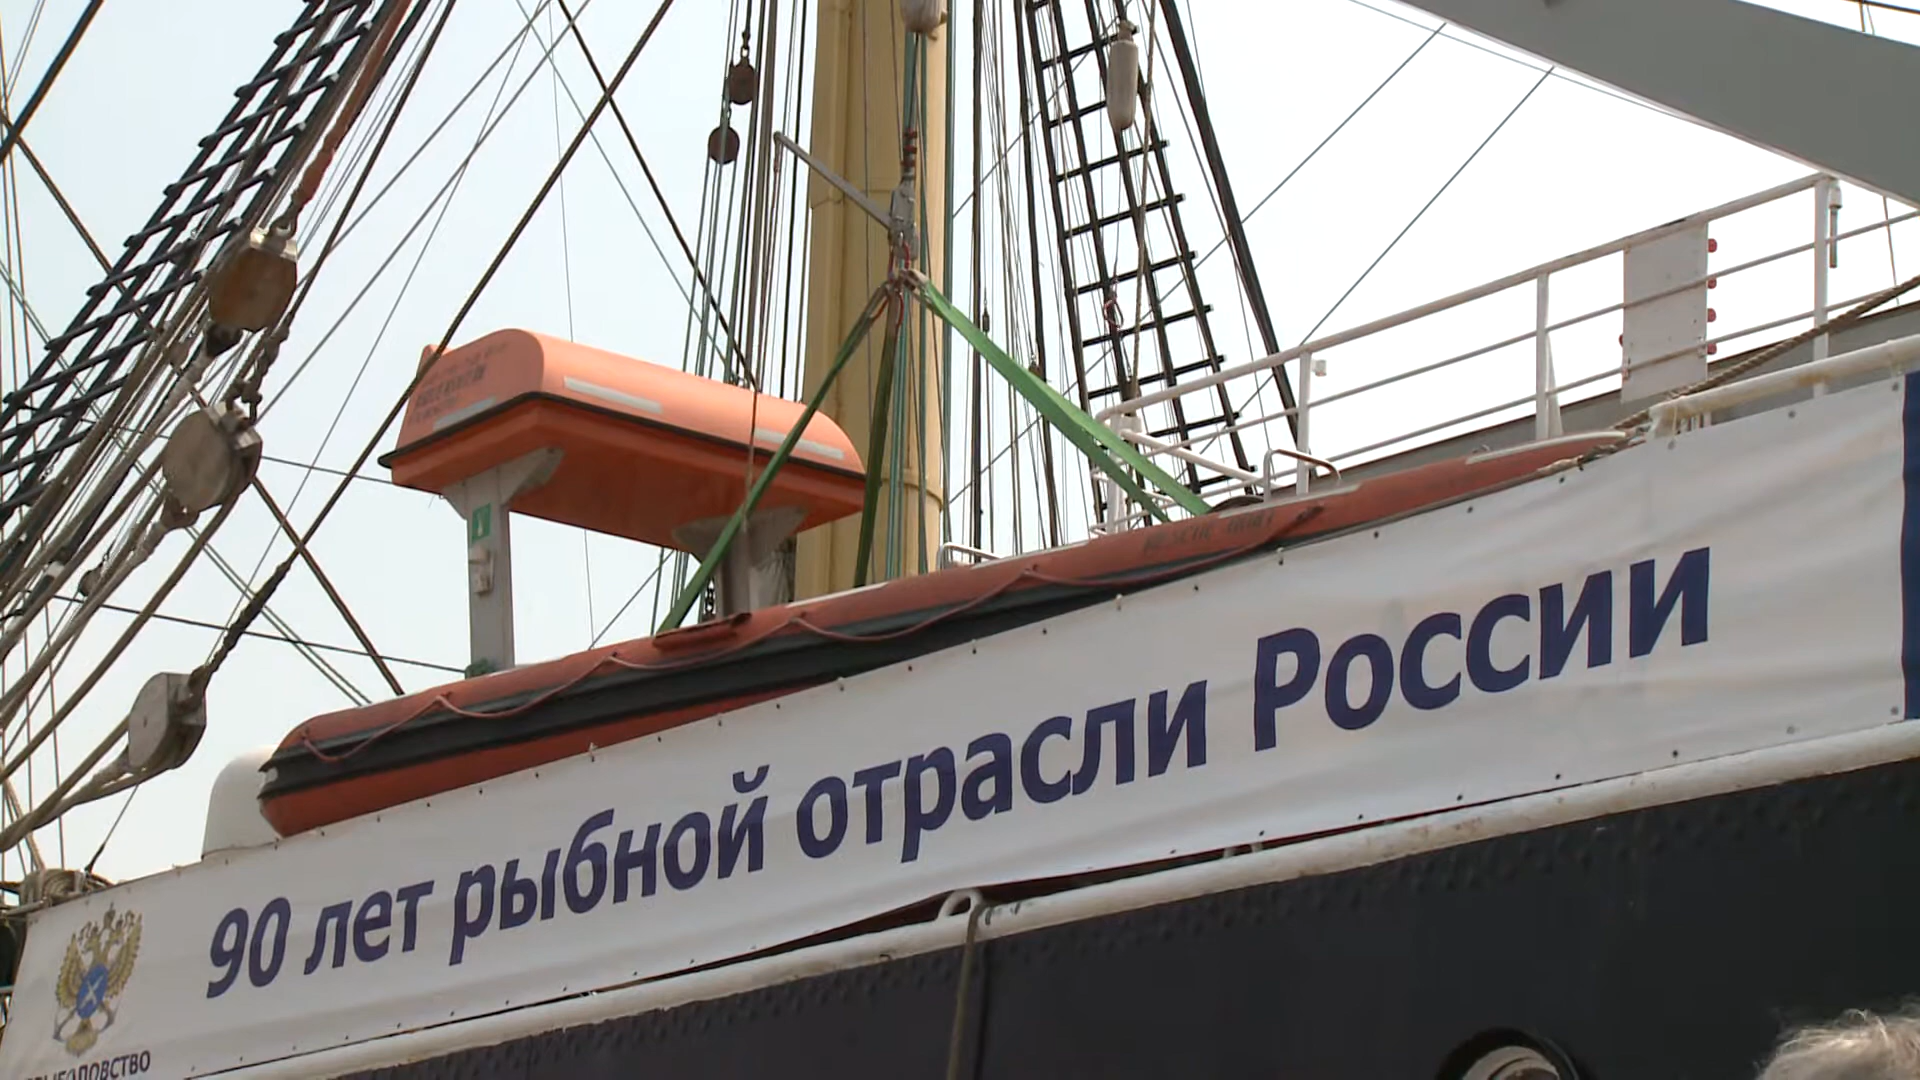 90 лет рыбной отрасли России